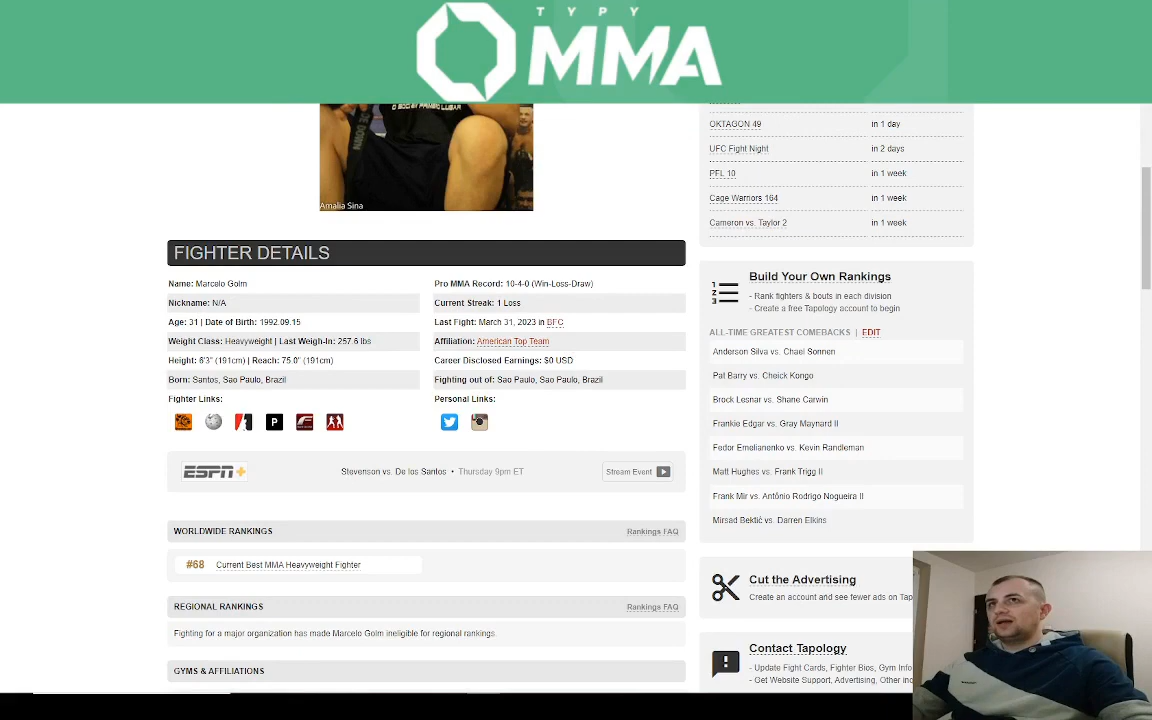 TYPY
MMA
O SOCI BY PRIMEO LUGAR
Amalia Sina
FIGHTER DETAILS
Name: Marcelo Golm
Pro MMA Record: 10-4-0 (Win-Loss-Draw)
Nickname: N/A
Current Streak: 1 Loss
Age: 31 | Date of Birth: 1992.09.15
Last Fight: March 31, 2023 in BFC
Weight Class: Heavyweight | Last Weigh-In: 257.6 lbs
Affiliation: American Top Team
Height: 6'3" (191cm) | Reach: 75.0" (191cm)
Career Disclosed Earnings: $0 USD
Born: Santos, Sao Paulo, Brazil
Fighting out of: Sao Paulo, Sao Paulo, Brazil
Fighter Links:
Personal Links:
ESPN+
Stevenson vs. De los Santos • Thursday 9pm ET
Stream Event
WORLDWIDE RANKINGS
Rankings FAQ
#68 Current Best MMA Heavyweight Fighter
REGIONAL RANKINGS
Rankings FAQ
Fighting for a major organization has made Marcelo Golm ineligible for regional rankings.
GYMS & AFFILIATIONS
OKTAGON 49 in 1 day
UFC Fight Night in 2 days
PFL 10 in 1 week
Cage Warriors 164 in 1 week
Cameron vs. Taylor 2 in 1 week
1
2
3
Build Your Own Rankings
- Rank fighters & bouts in each division
- Create a free Tapology account to begin
ALL-TIME GREATEST COMEBACKS | EDIT
Anderson Silva vs. Chael Sonnen
Pat Barry vs. Cheick Kongo
Brock Lesnar vs. Shane Carwin
Frankie Edgar vs. Gray Maynard II
Fedor Emelianenko vs. Kevin Randleman
Matt Hughes vs. Frank Trigg II
Frank Mir vs. Antônio Rodrigo Nogueira II
Mirsad Bektić vs. Darren Elkins
Cut the Advertising
Create an account and see fewer ads on Tap
Contact Tapology
- Update Fight Cards, Fighter Bios, Gym Info
- Get Website Support, Advertising, Other inq